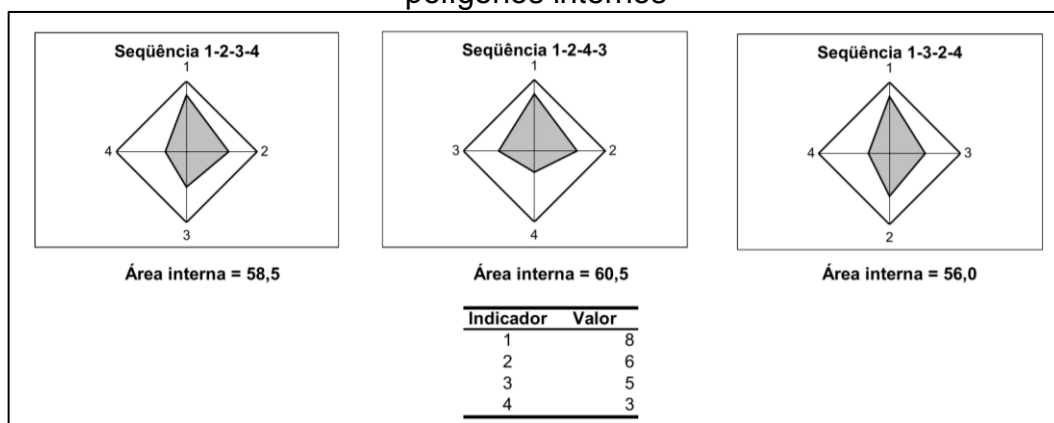 polígonos internos
Seqüência 1-2-3-4
1
4
2
3
Área interna = 58,5
Seqüência 1-2-4-3
1
3
2
4
Área interna = 60,5
Seqüência 1-3-2-4
1
4
3
2
Área interna = 56,0
Indicador Valor
1 8
2 6
3 5
4 3